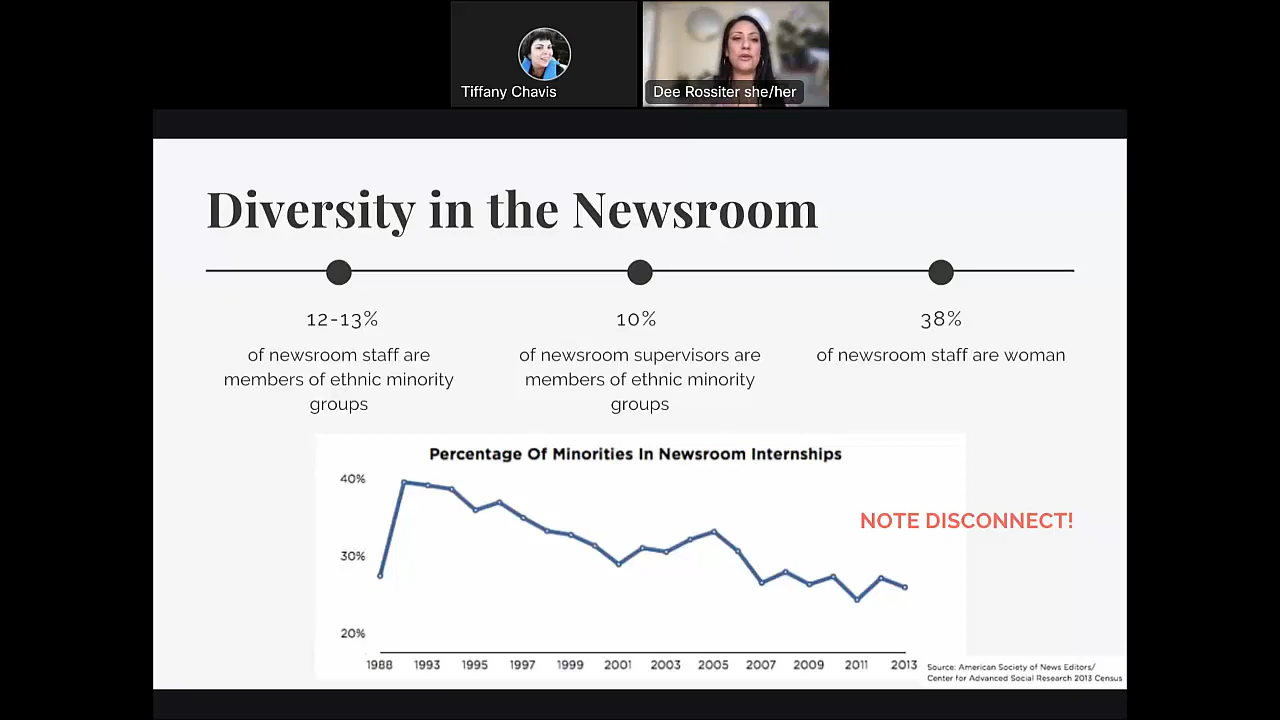 Tiffany Chavis
Dee Rossiter she/her
Diversity in the Newsroom
12-13%
of newsroom staff are
members of ethnic minority
groups
10%
of newsroom supervisors are
members of ethnic minority
groups
38%
of newsroom staff are woman
Percentage Of Minorities In Newsroom Internships
40%
30%
20%
1988 1993 1995 1997 1999 2001 2003 2005 2007 2009 2011 2013
NOTE DISCONNECT!
Source: American Society of News Editors/
Center for Advanced Social Research 2013 Census